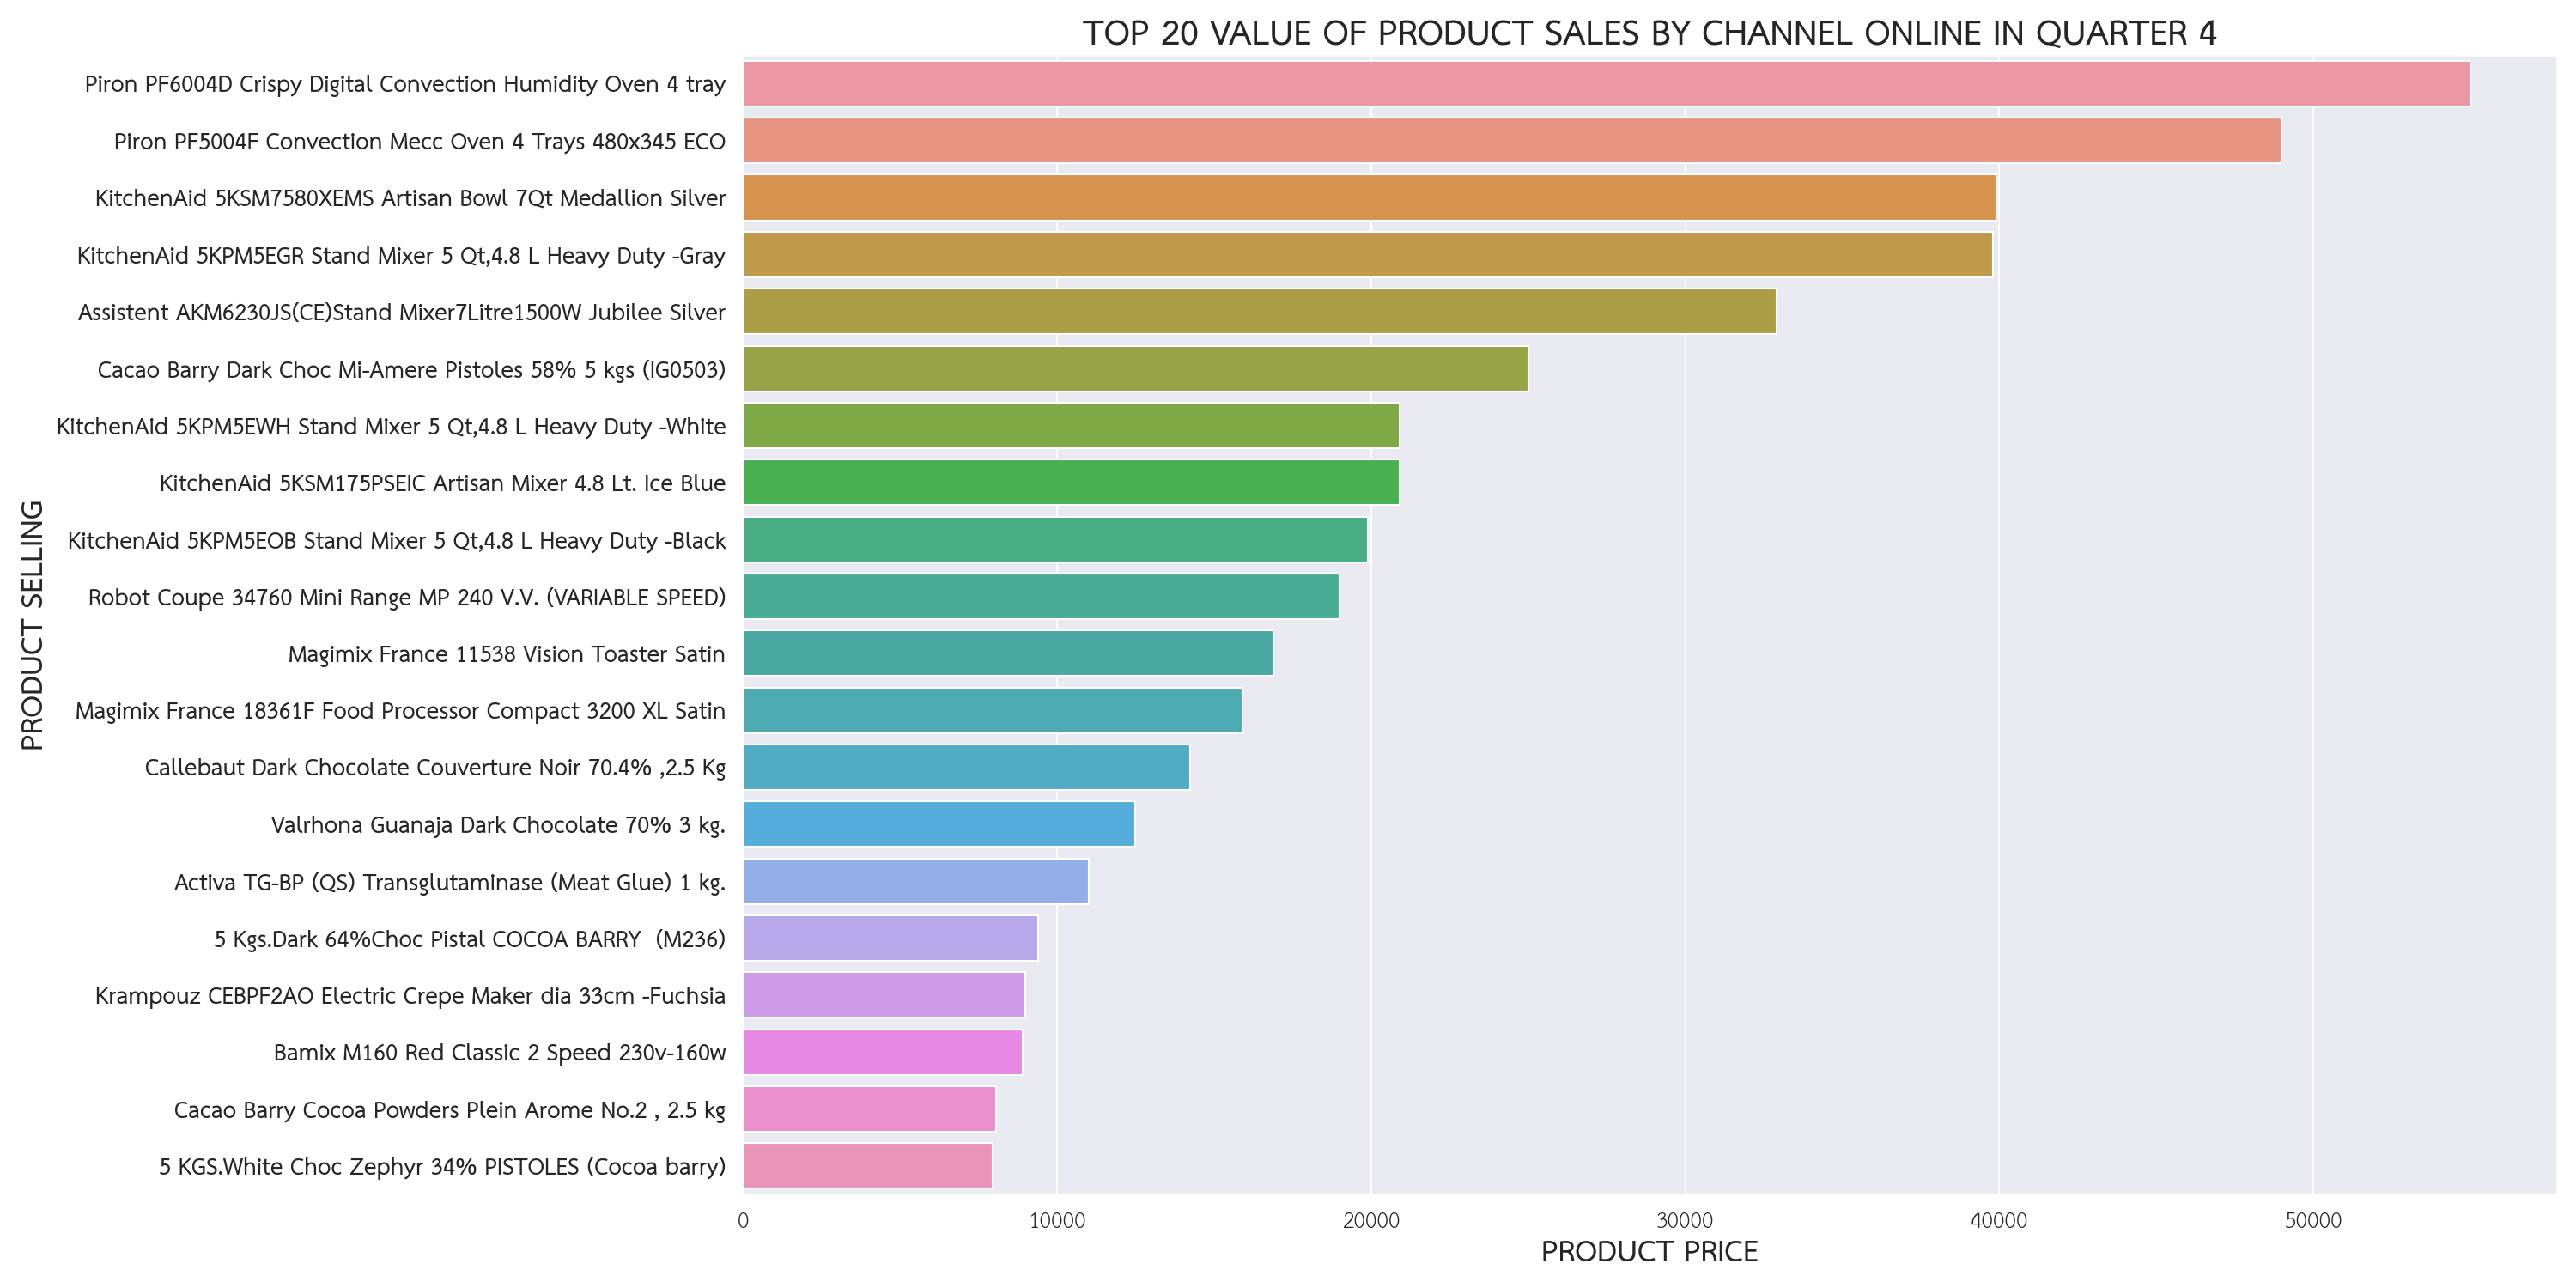 TOP 20 VALUE OF PRODUCT SALES BY CHANNEL ONLINE IN QUARTER 4
PRODUCT SELLING
Piron PF6004D Crispy Digital Convection Humidity Oven 4 tray
Piron PF5004F Convection Mecc Oven 4 Trays 480x345 ECO
KitchenAid 5KSM7580XEMS Artisan Bowl 7Qt Medallion Silver
KitchenAid 5KPM5EGR Stand Mixer 5 Qt,4.8 L Heavy Duty -Gray
Assistent AKM6230JS(CE)Stand Mixer7Litre1500W Jubilee Silver
Cacao Barry Dark Choc Mi-Amere Pistoles 58% 5 kgs (IG0503)
KitchenAid 5KPM5EWH Stand Mixer 5 Qt,4.8 L Heavy Duty -White
KitchenAid 5KSM175PSEIC Artisan Mixer 4.8 Lt. Ice Blue
KitchenAid 5KPM5EOB Stand Mixer 5 Qt,4.8 L Heavy Duty -Black
Robot Coupe 34760 Mini Range MP 240 V.V. (VARIABLE SPEED)
Magimix France 11538 Vision Toaster Satin
Magimix France 18361F Food Processor Compact 3200 XL Satin
Callebaut Dark Chocolate Couverture Noir 70.4% ,2.5 Kg
Valrhona Guanaja Dark Chocolate 70% 3 kg.
Activa TG-BP (QS) Transglutaminase (Meat Glue) 1 kg.
5 Kgs.Dark 64%Choc Pistal COCOA BARRY  (M236)
Krampouz CEBPF2AO Electric Crepe Maker dia 33cm -Fuchsia
Bamix M160 Red Classic 2 Speed 230v-160w
Cacao Barry Cocoa Powders Plein Arome No.2 , 2.5 kg
5 KGS.White Choc Zephyr 34% PISTOLES (Cocoa barry)
0 10000 20000 30000 40000 50000
PRODUCT PRICE